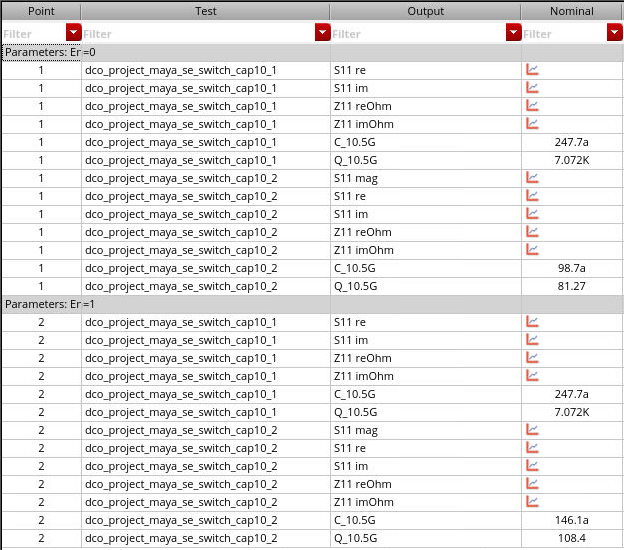 Point Test Output Nominal
Filter Filter Filter Filter
Parameters: Er =0
1 dco_project_maya_se_switch_cap10_1 S11 re
1 dco_project_maya_se_switch_cap10_1 S11 im
1 dco_project_maya_se_switch_cap10_1 Z11 reOhm
1 dco_project_maya_se_switch_cap10_1 Z11 imOhm
1 dco_project_maya_se_switch_cap10_1 C_10.5G 247.7a
1 dco_project_maya_se_switch_cap10_1 Q_10.5G 7.072K
1 dco_project_maya_se_switch_cap10_2 S11 mag
1 dco_project_maya_se_switch_cap10_2 S11 re
1 dco_project_maya_se_switch_cap10_2 S11 im
1 dco_project_maya_se_switch_cap10_2 Z11 reOhm
1 dco_project_maya_se_switch_cap10_2 Z11 imOhm
1 dco_project_maya_se_switch_cap10_2 C_10.5G 98.7a
1 dco_project_maya_se_switch_cap10_2 Q_10.5G 81.27
Parameters: Er =1
2 dco_project_maya_se_switch_cap10_1 S11 re
2 dco_project_maya_se_switch_cap10_1 S11 im
2 dco_project_maya_se_switch_cap10_1 Z11 reOhm
2 dco_project_maya_se_switch_cap10_1 Z11 imOhm
2 dco_project_maya_se_switch_cap10_1 C_10.5G 247.7a
2 dco_project_maya_se_switch_cap10_1 Q_10.5G 7.072K
2 dco_project_maya_se_switch_cap10_2 S11 mag
2 dco_project_maya_se_switch_cap10_2 S11 re
2 dco_project_maya_se_switch_cap10_2 S11 im
2 dco_project_maya_se_switch_cap10_2 Z11 reOhm
2 dco_project_maya_se_switch_cap10_2 Z11 imOhm
2 dco_project_maya_se_switch_cap10_2 C_10.5G 146.1a
2 dco_project_maya_se_switch_cap10_2 Q_10.5G 108.4